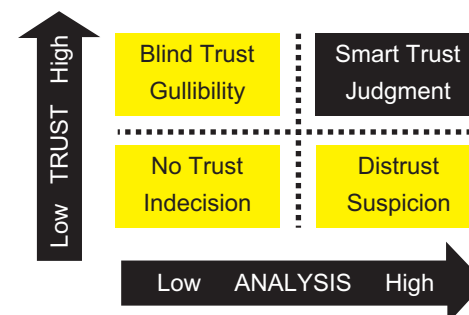 Low TRUST High
Blind Trust
Gullibility
Smart Trust
Judgment
No Trust
Indecision
Distrust
Suspicion
Low ANALYSIS High